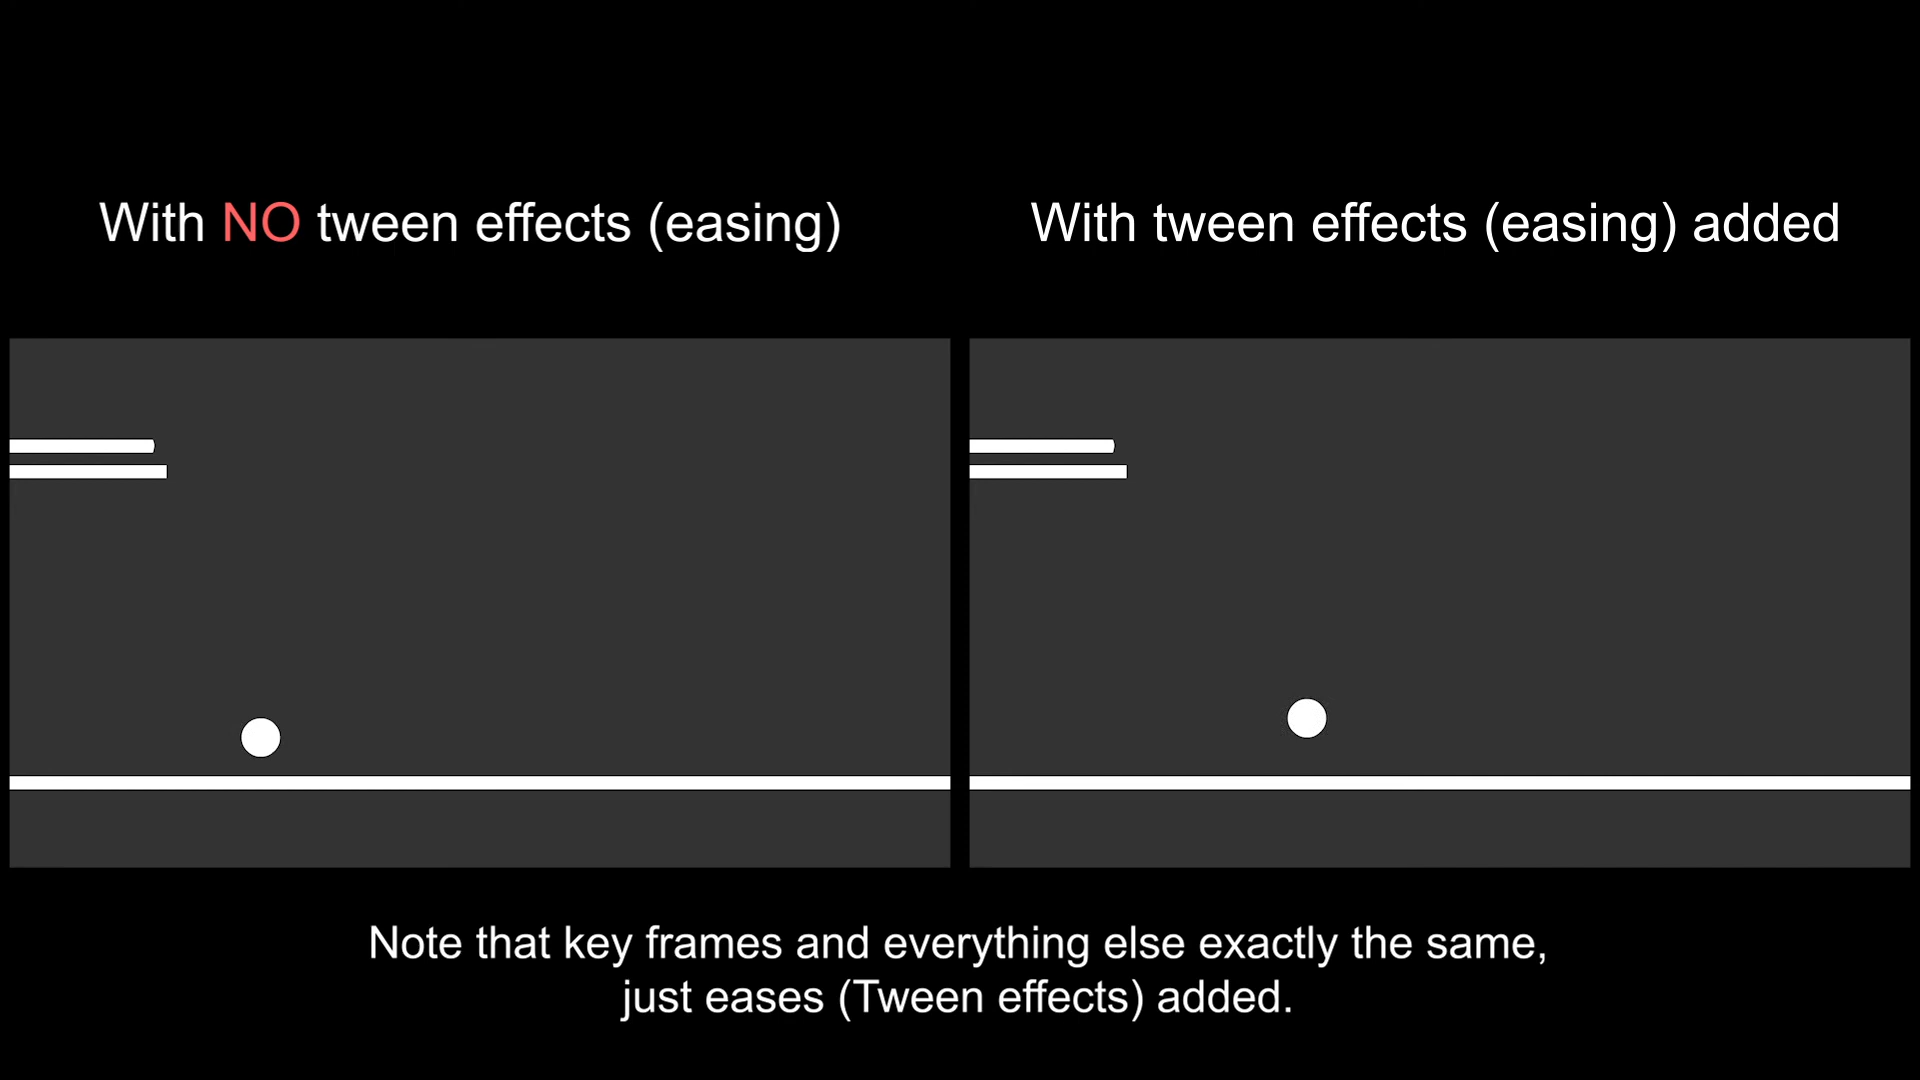 With NO tween effects (easing)
With tween effects (easing) added
Note that key frames and everything else exactly the same,
just eases (Tween effects) added.